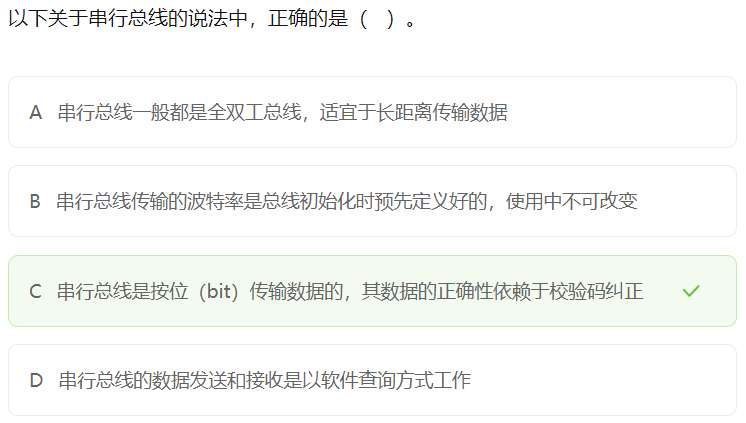 以下关于串行总线的说法中，正确的是（　）。
A 串行总线一般都是全双工总线，适宜于长距离传输数据
B 串行总线传输的波特率是总线初始化时预先定义好的，使用中不可改变
C 串行总线是按位（bit）传输数据的，其数据的正确性依赖于校验码纠正
D 串行总线的数据发送和接收是以软件查询方式工作